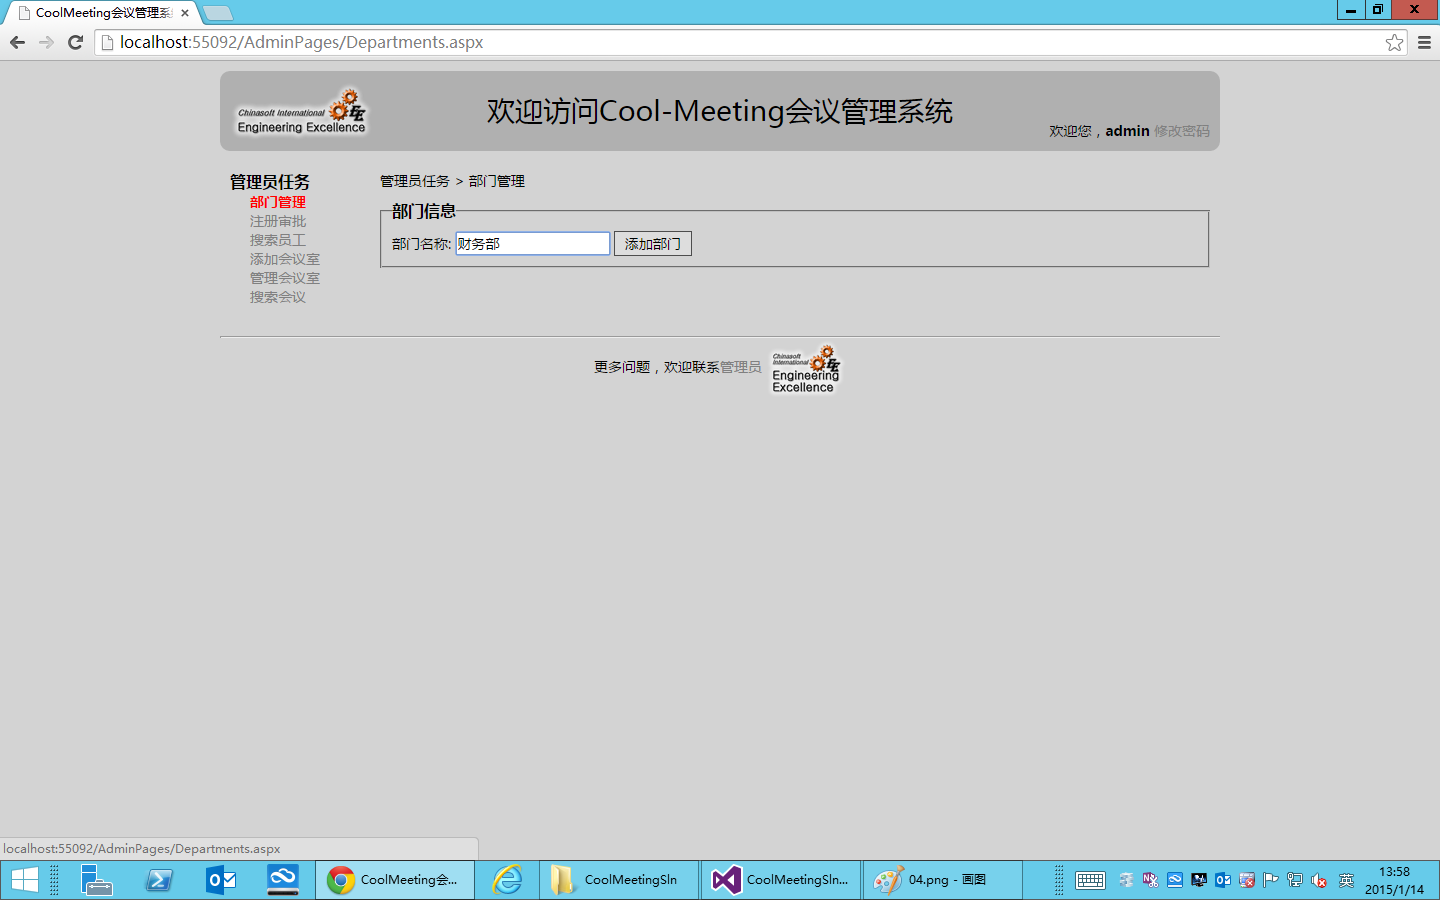 CoolMeeting会议管理系
localhost:55092/AdminPages/Departments.aspx
Chinasoft International
Engineering Excellence
欢迎访问Cool-Meeting会议管理系统
欢迎您，admin 修改密码
管理员任务
部门管理
注册审批
搜索员工
添加会议室
管理会议室
搜索会议
管理员任务 > 部门管理
部门信息
部门名称: 财务部 添加部门
更多问题，欢迎联系管理员
Chinasoft
International
Engineering
Excellence
localhost:55092/AdminPages/Departments.aspx
CoolMeeting会...
CoolMeetingSln
CoolMeetingSln...
04.png - 画图
英
13:58
2015/1/14